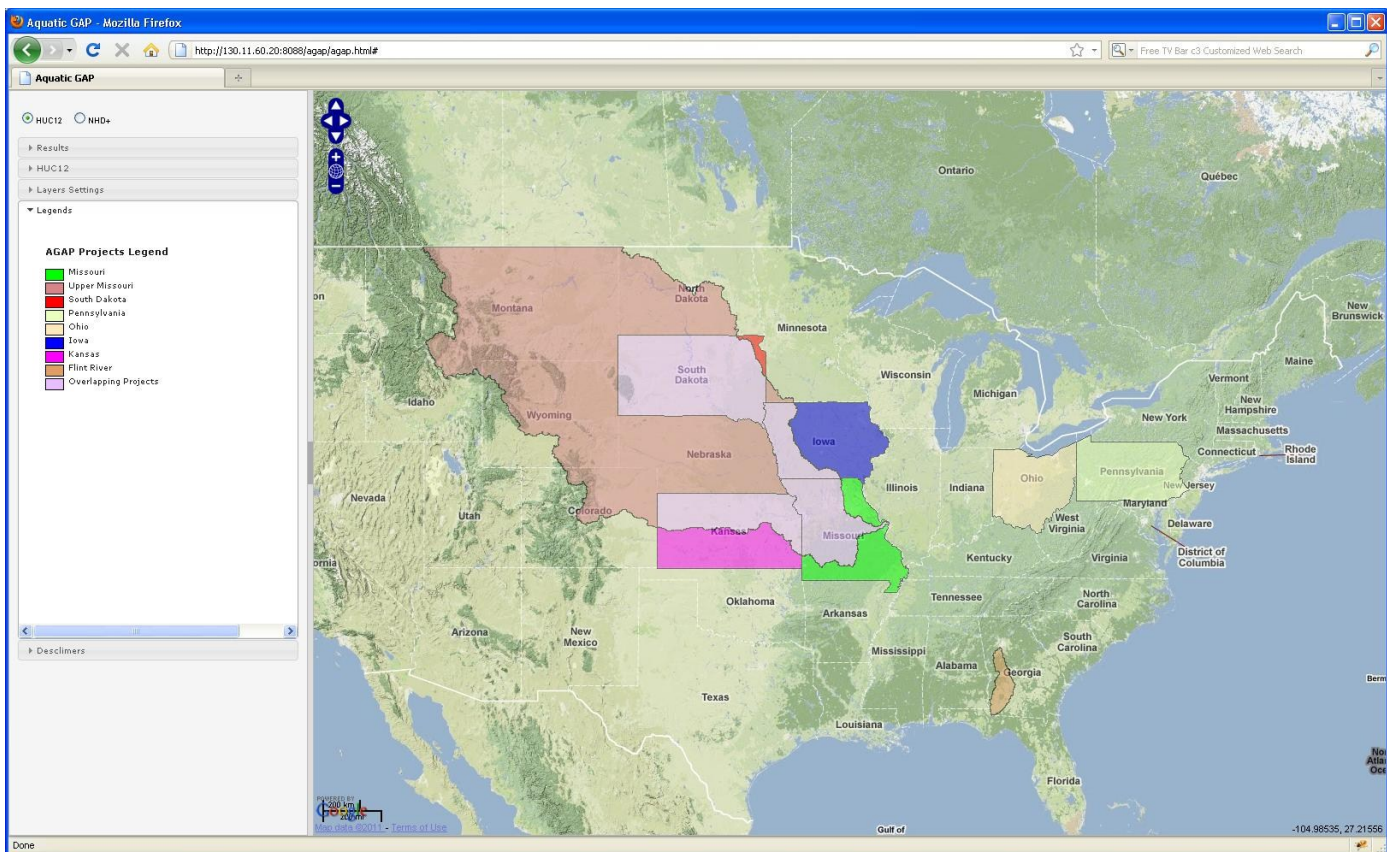 Aquatic GAP - Mozilla Firefox
http://130.11.60.20:8088/agap/agap.html#
Free TV Bar c3 Customized Web Search
Aquatic GAP
HUC12 NHD+
Results
HUC12
Layers Settings
Legends
AGAP Projects Legend
Missouri
Upper Missouri
South Dakota
Pennsylvania
Ohio
Iowa
Kansas
Flint River
Overlapping Projects
Desclimers
Ontario
Québec
New
Brunswick
North
Dakota
Montana
Minnesota
Maine
South
Dakota
Wisconsin
Vermont
Michigan
Idaho
New
Hampshire
Wyoming
New York
Massachusetts
Iowa
Connecticut
Rhode
Island
Nebraska
Pennsylvania
Ohio
Illinois
Indiana
New Jersey
Nevada
Maryland
Utah
Colorado
West
Virginia
Delaware
Kansas
Missouri
District of
Columbia
Kentucky
Virginia
ornia
Oklahoma
Tennessee
North
Carolina
Arkansas
Arizona
New
Mexico
South
Carolina
Mississippi
Alabama
Georgia
Berm
Texas
Louisiana
Florida
POWERED BY
Google
200 km
Map data ©2011 - Terms of Use
Gulf of
-104.98535, 27.21556
Done